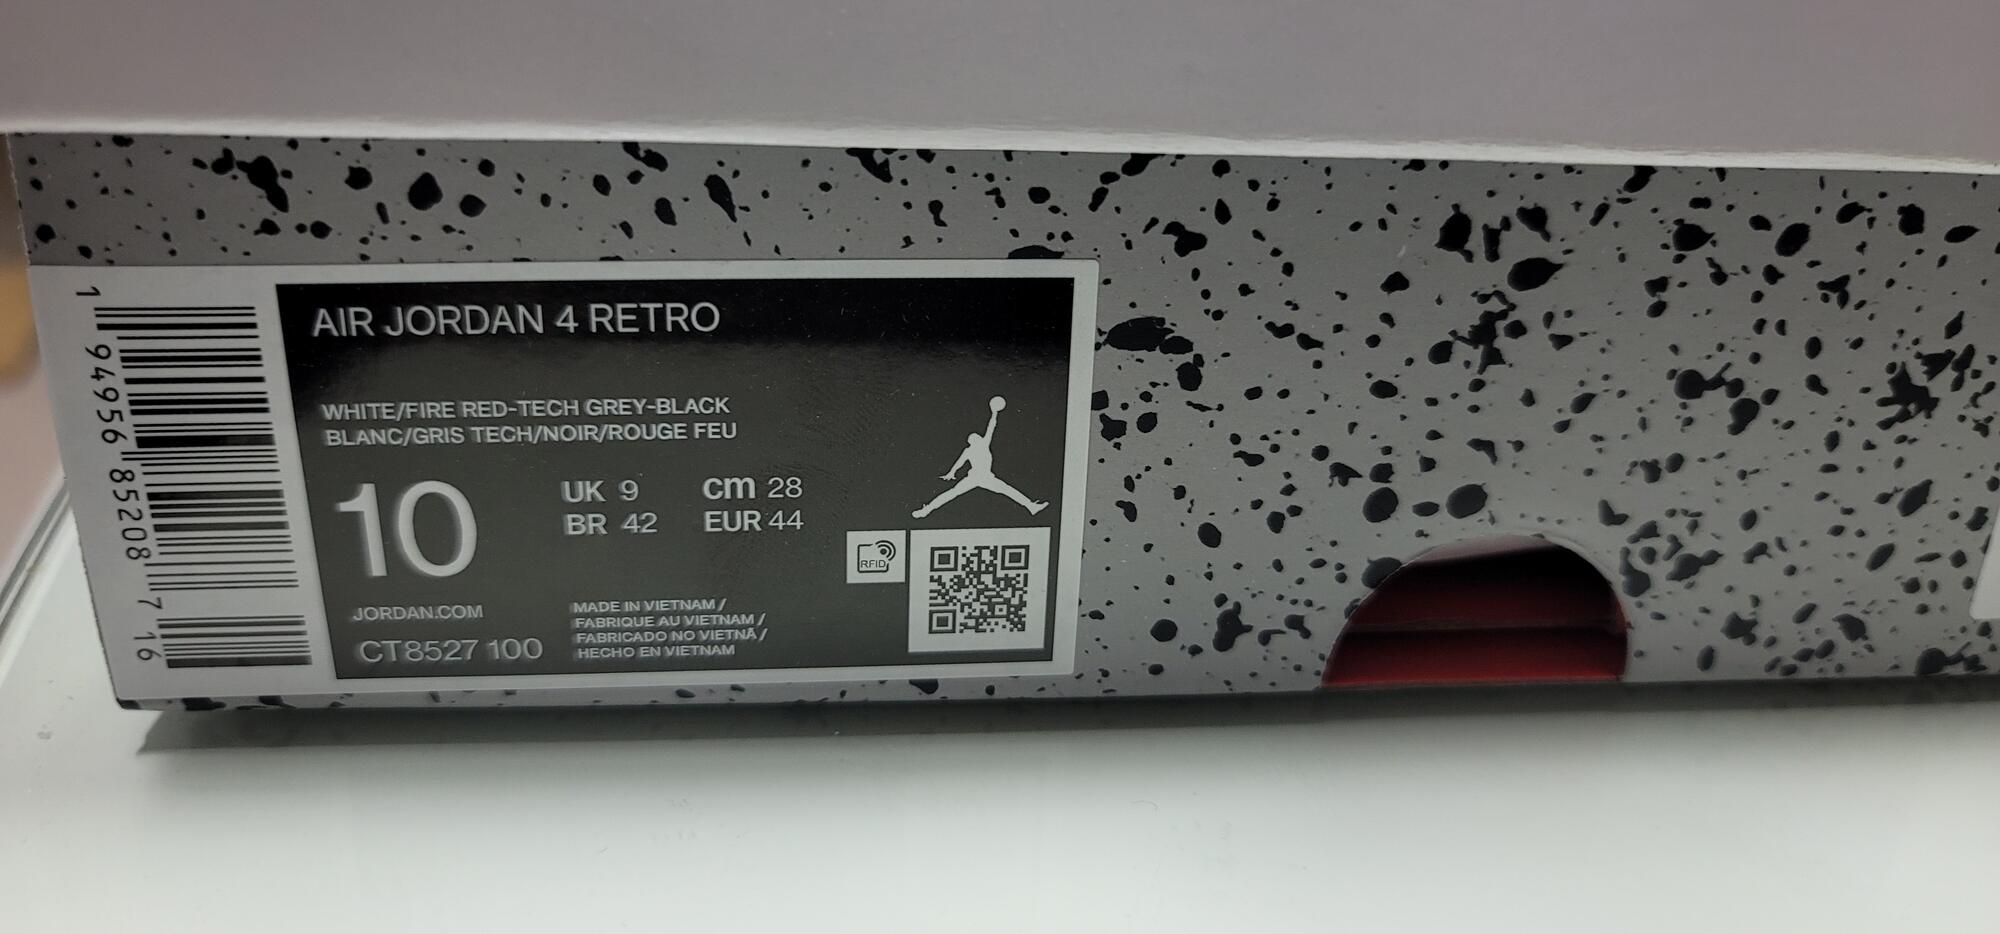 1 94956 85208 7 16
AIR JORDAN 4 RETRO
WHITE/FIRE RED-TECH GREY-BLACK
BLANC/GRIS TECH/NOIR/ROUGE FEU
10
UK 9 cm 28
BR 42 EUR 44
RFID
JORDAN.COM
CT8527 100
MADE IN VIETNAM /
FABRIQUE AU VIETNAM /
FABRICADO NO VIETNÃ /
HECHO EN VIETNAM